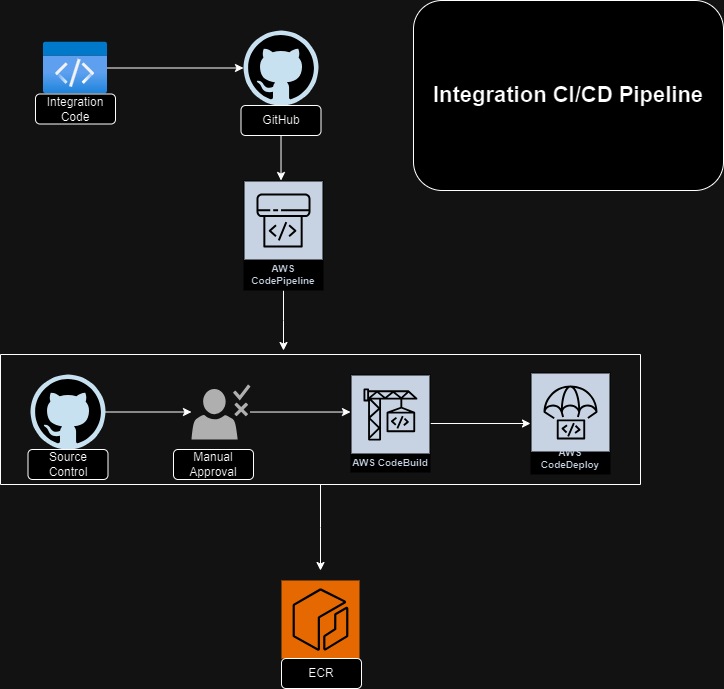 Integration CI/CD Pipeline
Integration
Code
GitHub
AWS
CodePipeline
Source
Control
Manual
Approval
AWS CodeBuild
AWS
CodeDeploy
ECR